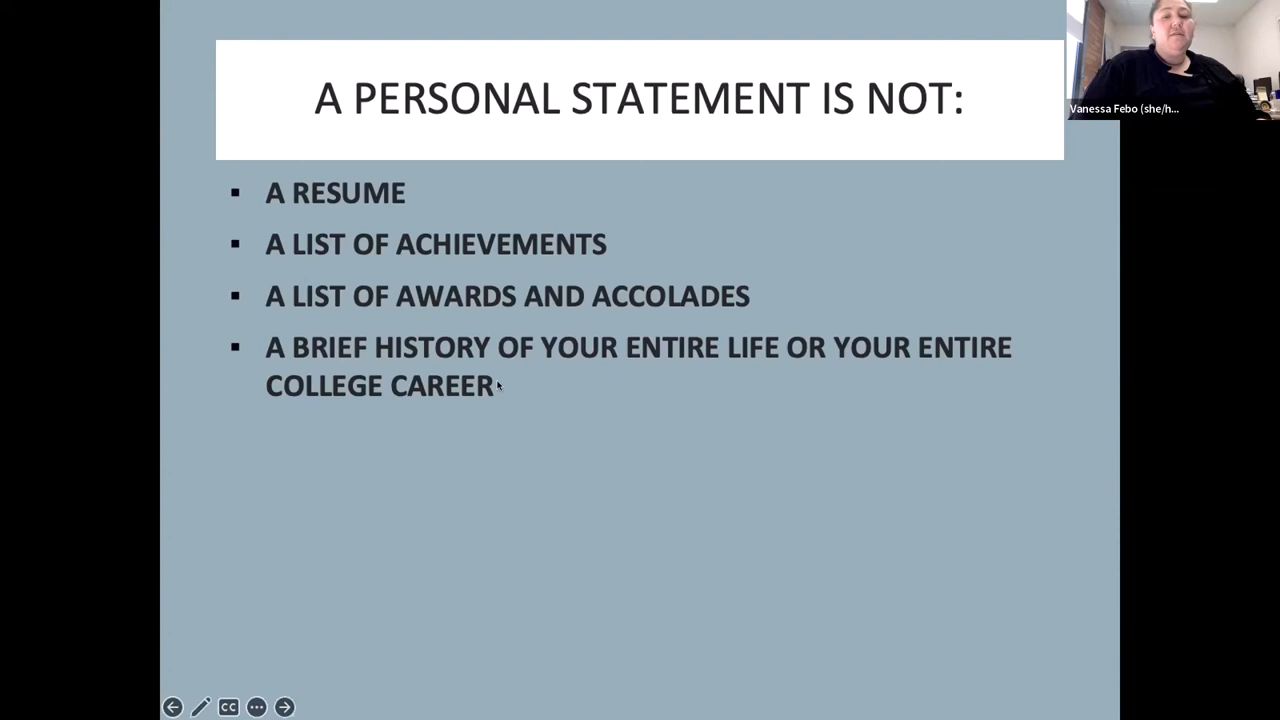 A PERSONAL STATEMENT IS NOT:
Vanessa Febo (she/h...
▪ A RESUME
▪ A LIST OF ACHIEVEMENTS
▪ A LIST OF AWARDS AND ACCOLADES
▪ A BRIEF HISTORY OF YOUR ENTIRE LIFE OR YOUR ENTIRE
COLLEGE CAREER
CC